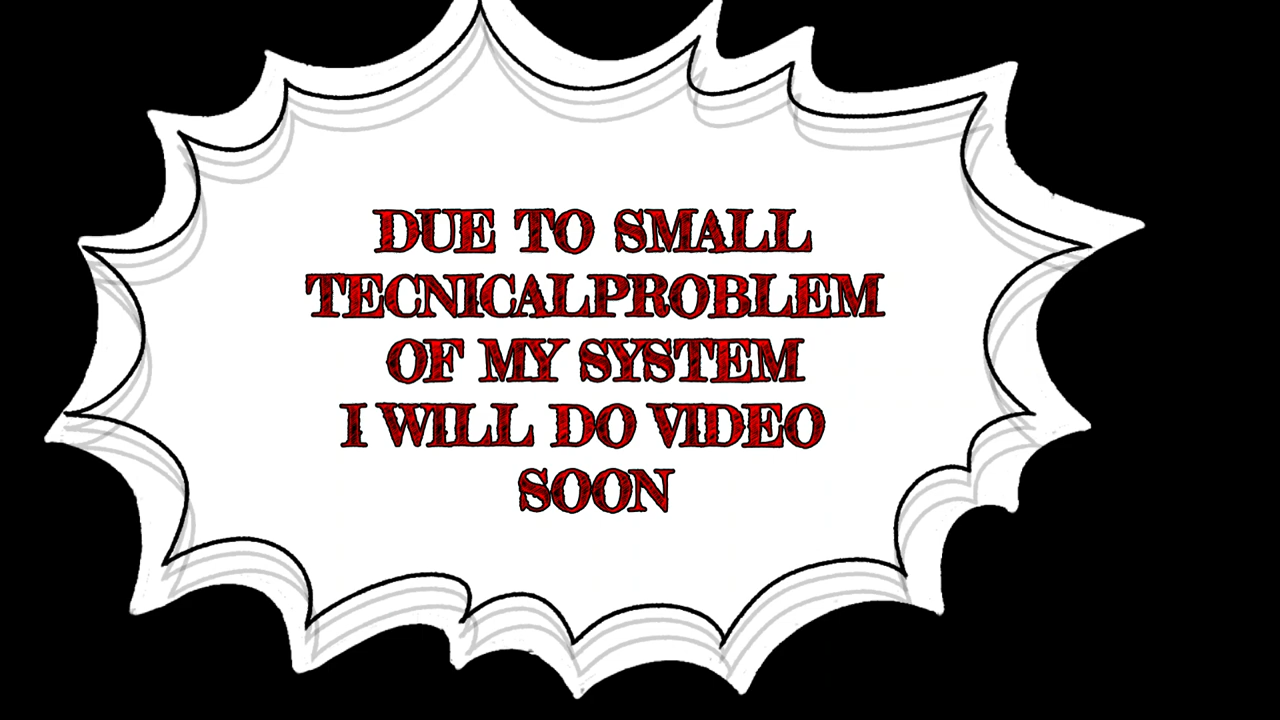 DUE TO SMALL
TECNICALPROBLEM
OF MY SYSTEM
I WILL DO VIDEO
SOON